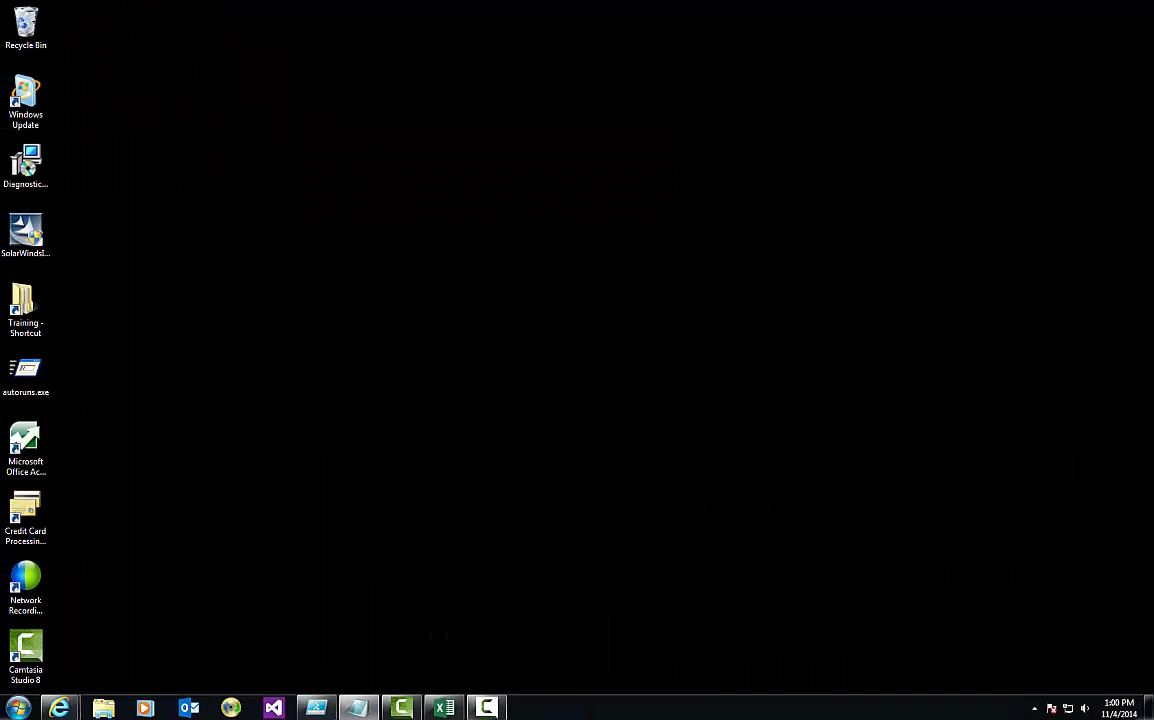 Recycle Bin
Windows
Update
Diagnostic...
SolarWindsI...
Training -
Shortcut
autoruns.exe
Microsoft
Office Ac...
Credit Card
Processin...
Network
Recordi...
Camtasia
Studio 8
1:00 PM
11/4/2014